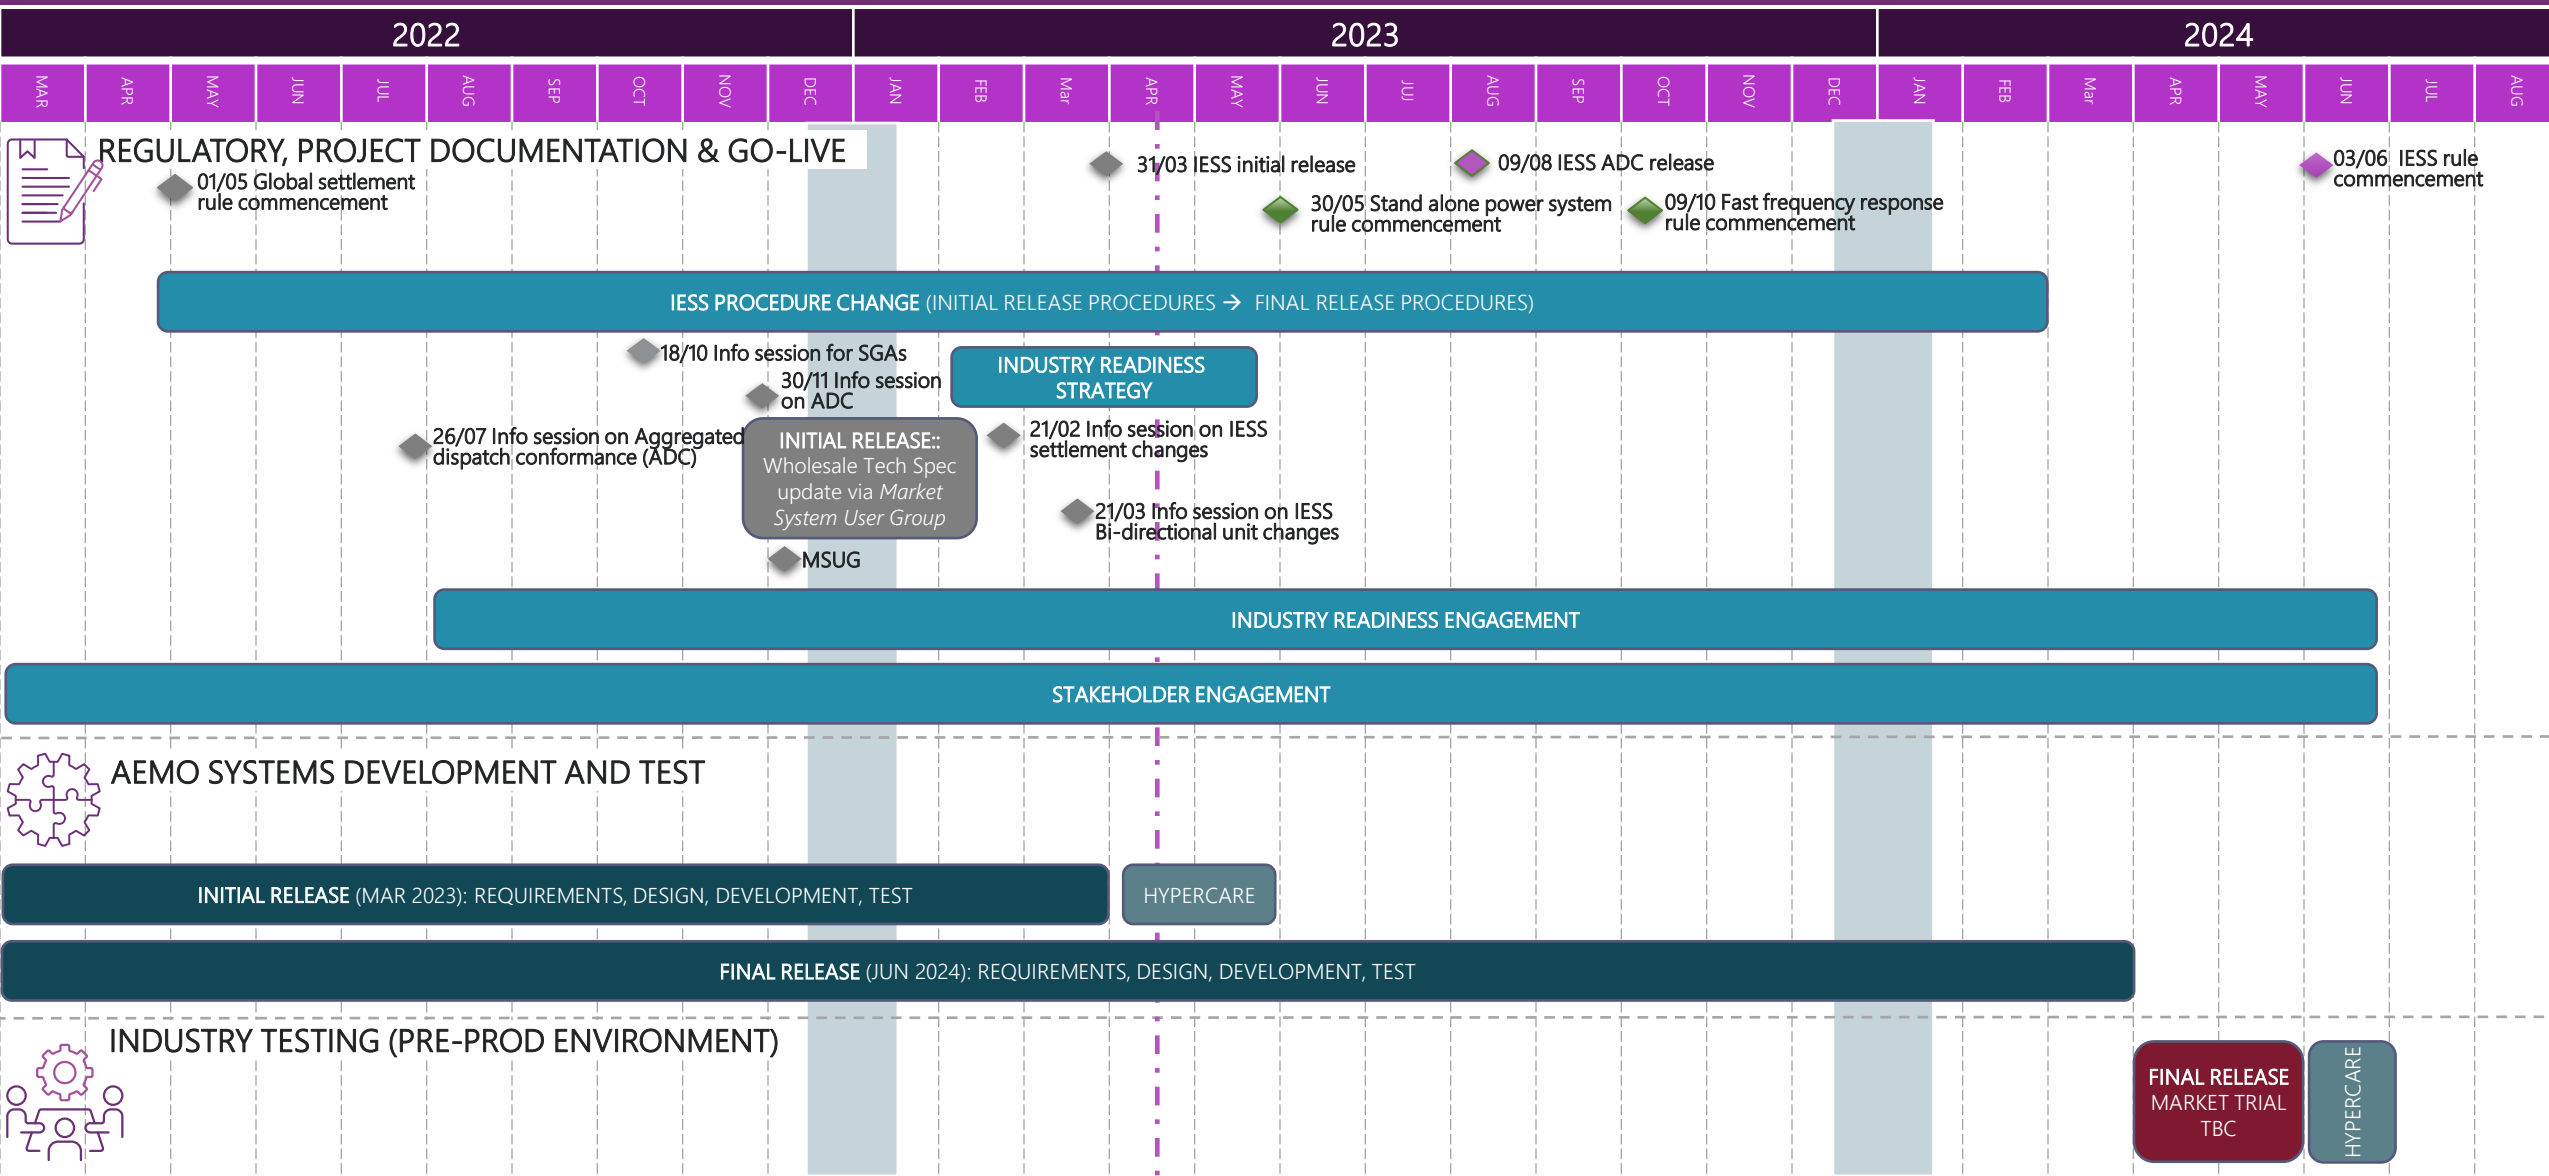 2022 2023 2024
MAR APR MAY JUN JUL AUG SEP OCT NOV DEC JAN FEB Mar APR MAY JUN JUJ AUG SEP OCT NOV DEC JAN FEB Mar APR MAY JUN JUL AUG
REGULATORY, PROJECT DOCUMENTATION & GO-LIVE
01/05 Global settlement
rule commencement
31/03 IESS initial release
09/08 IESS ADC release
03/06  IESS rule
commencement
30/05 Stand alone power system
rule commencement
09/10 Fast frequency response
rule commencement
IESS PROCEDURE CHANGE (INITIAL RELEASE PROCEDURES → FINAL RELEASE PROCEDURES)
18/10 Info session for SGAs
30/11 Info session
on ADC
INDUSTRY READINESS
STRATEGY
26/07 Info session on Aggregated
dispatch conformance (ADC)
INITIAL RELEASE::
Wholesale Tech Spec
update via Market
System User Group
21/02 Info session on IESS
settlement changes
21/03 Info session on IESS
Bi-directional unit changes
MSUG
INDUSTRY READINESS ENGAGEMENT
STAKEHOLDER ENGAGEMENT
AEMO SYSTEMS DEVELOPMENT AND TEST
INITIAL RELEASE (MAR 2023): REQUIREMENTS, DESIGN, DEVELOPMENT, TEST
HYPERCARE
FINAL RELEASE (JUN 2024): REQUIREMENTS, DESIGN, DEVELOPMENT, TEST
INDUSTRY TESTING (PRE-PROD ENVIRONMENT)
FINAL RELEASE
MARKET TRIAL
TBC
HYPERCARE